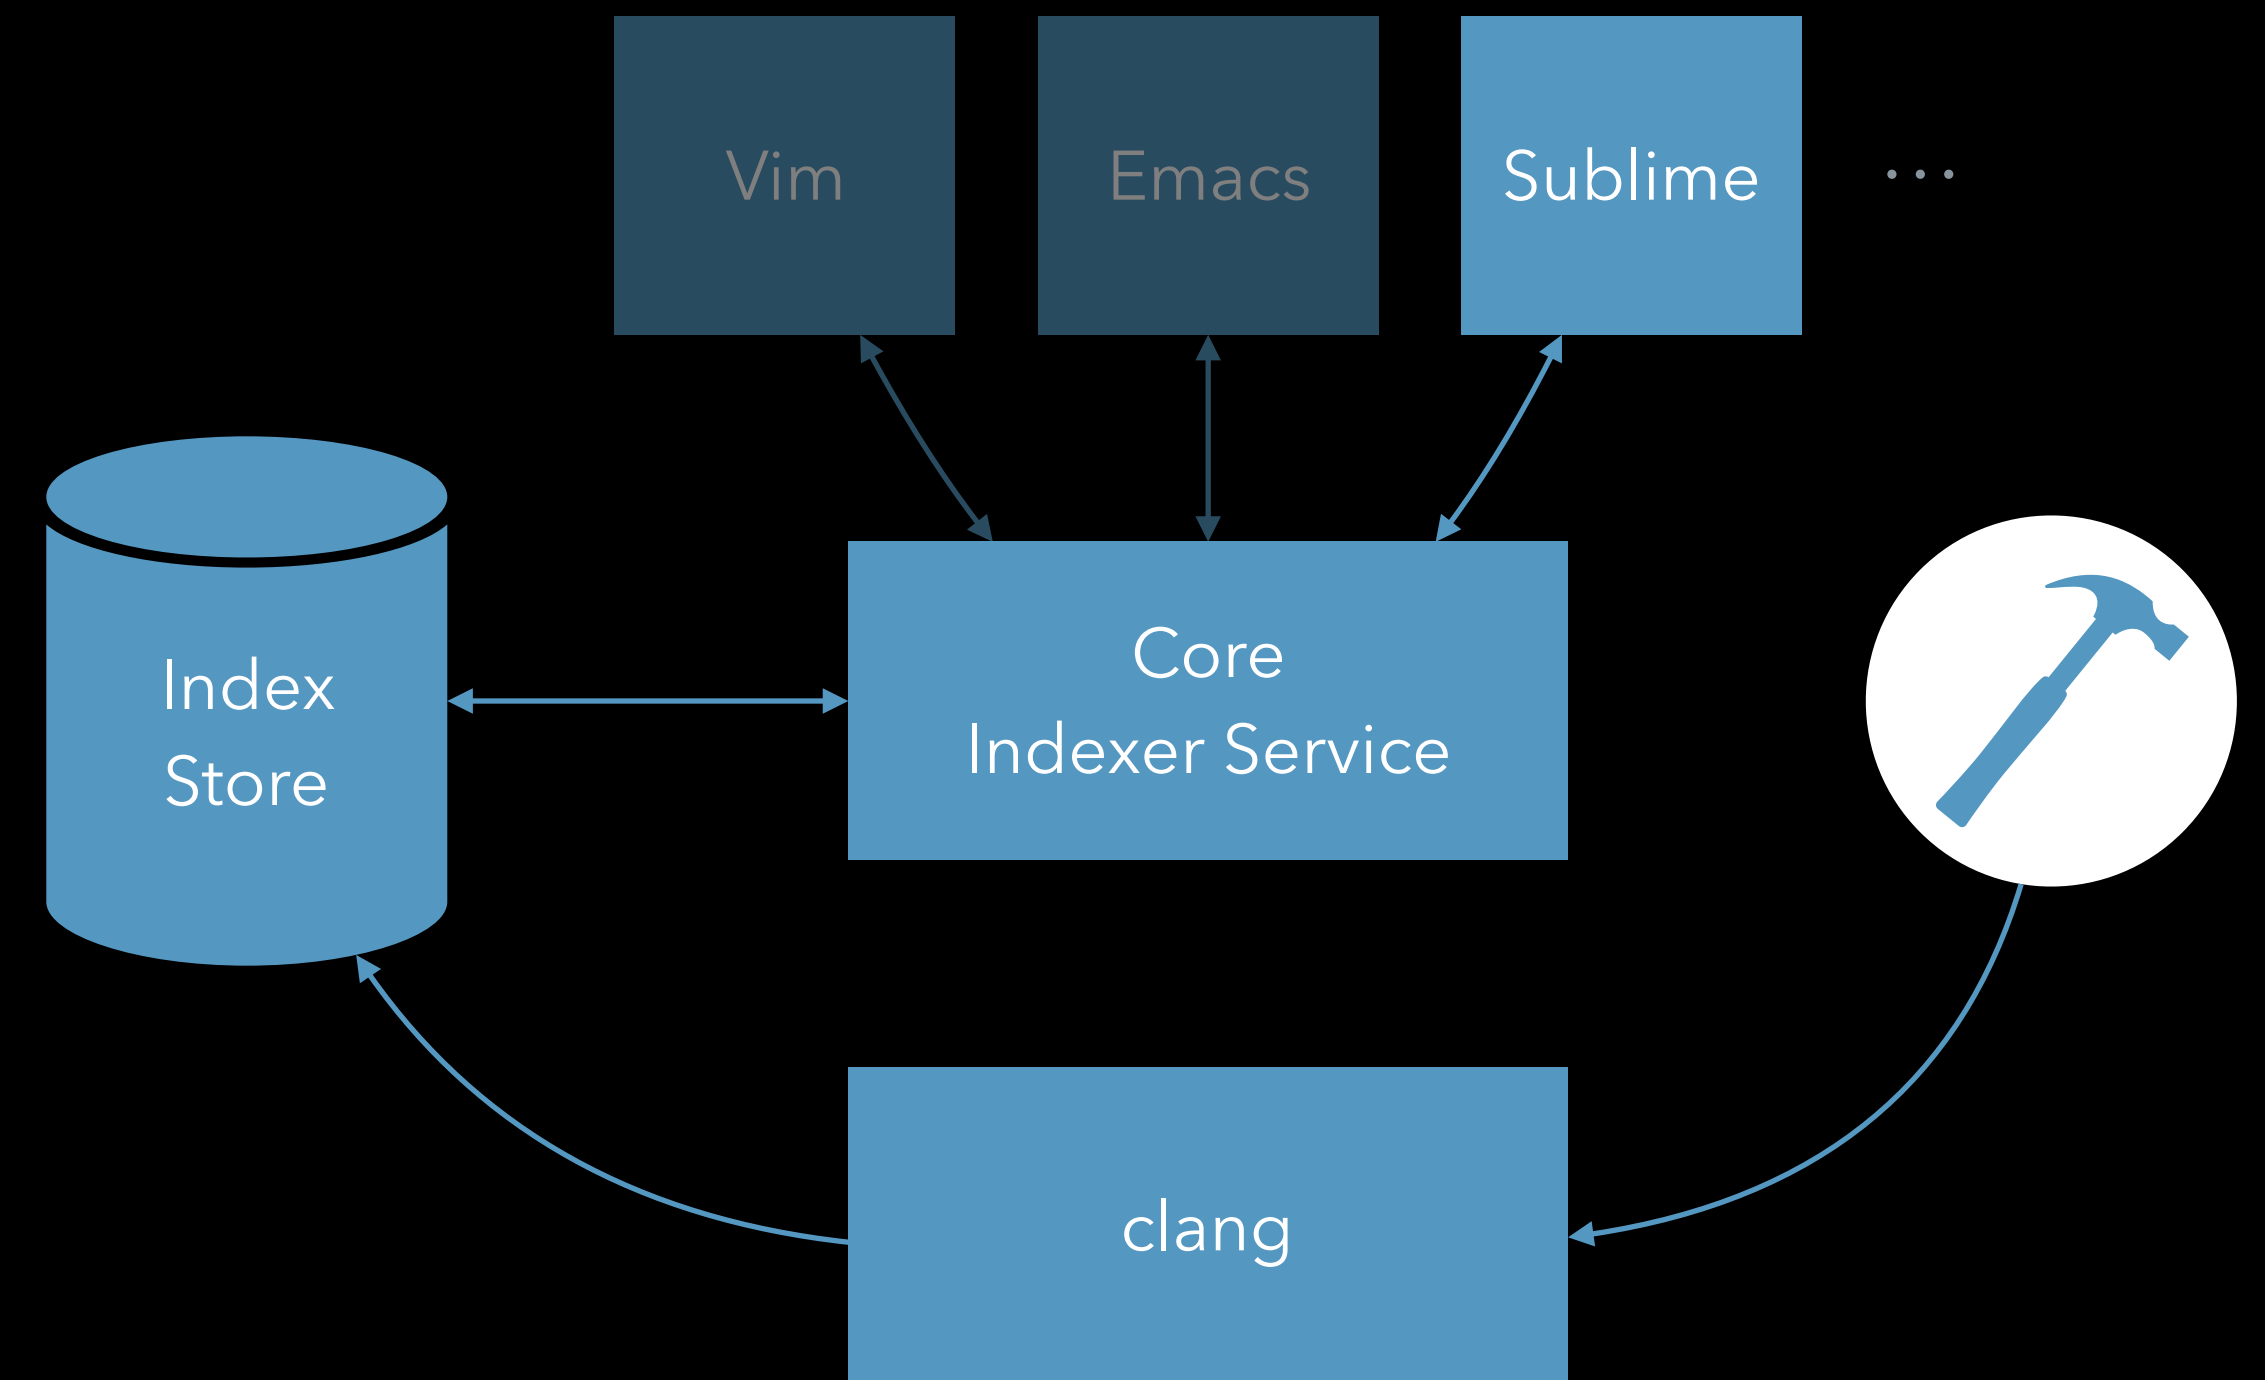 Vim
Emacs
Sublime
...
Index
Store
Core
Indexer Service
clang